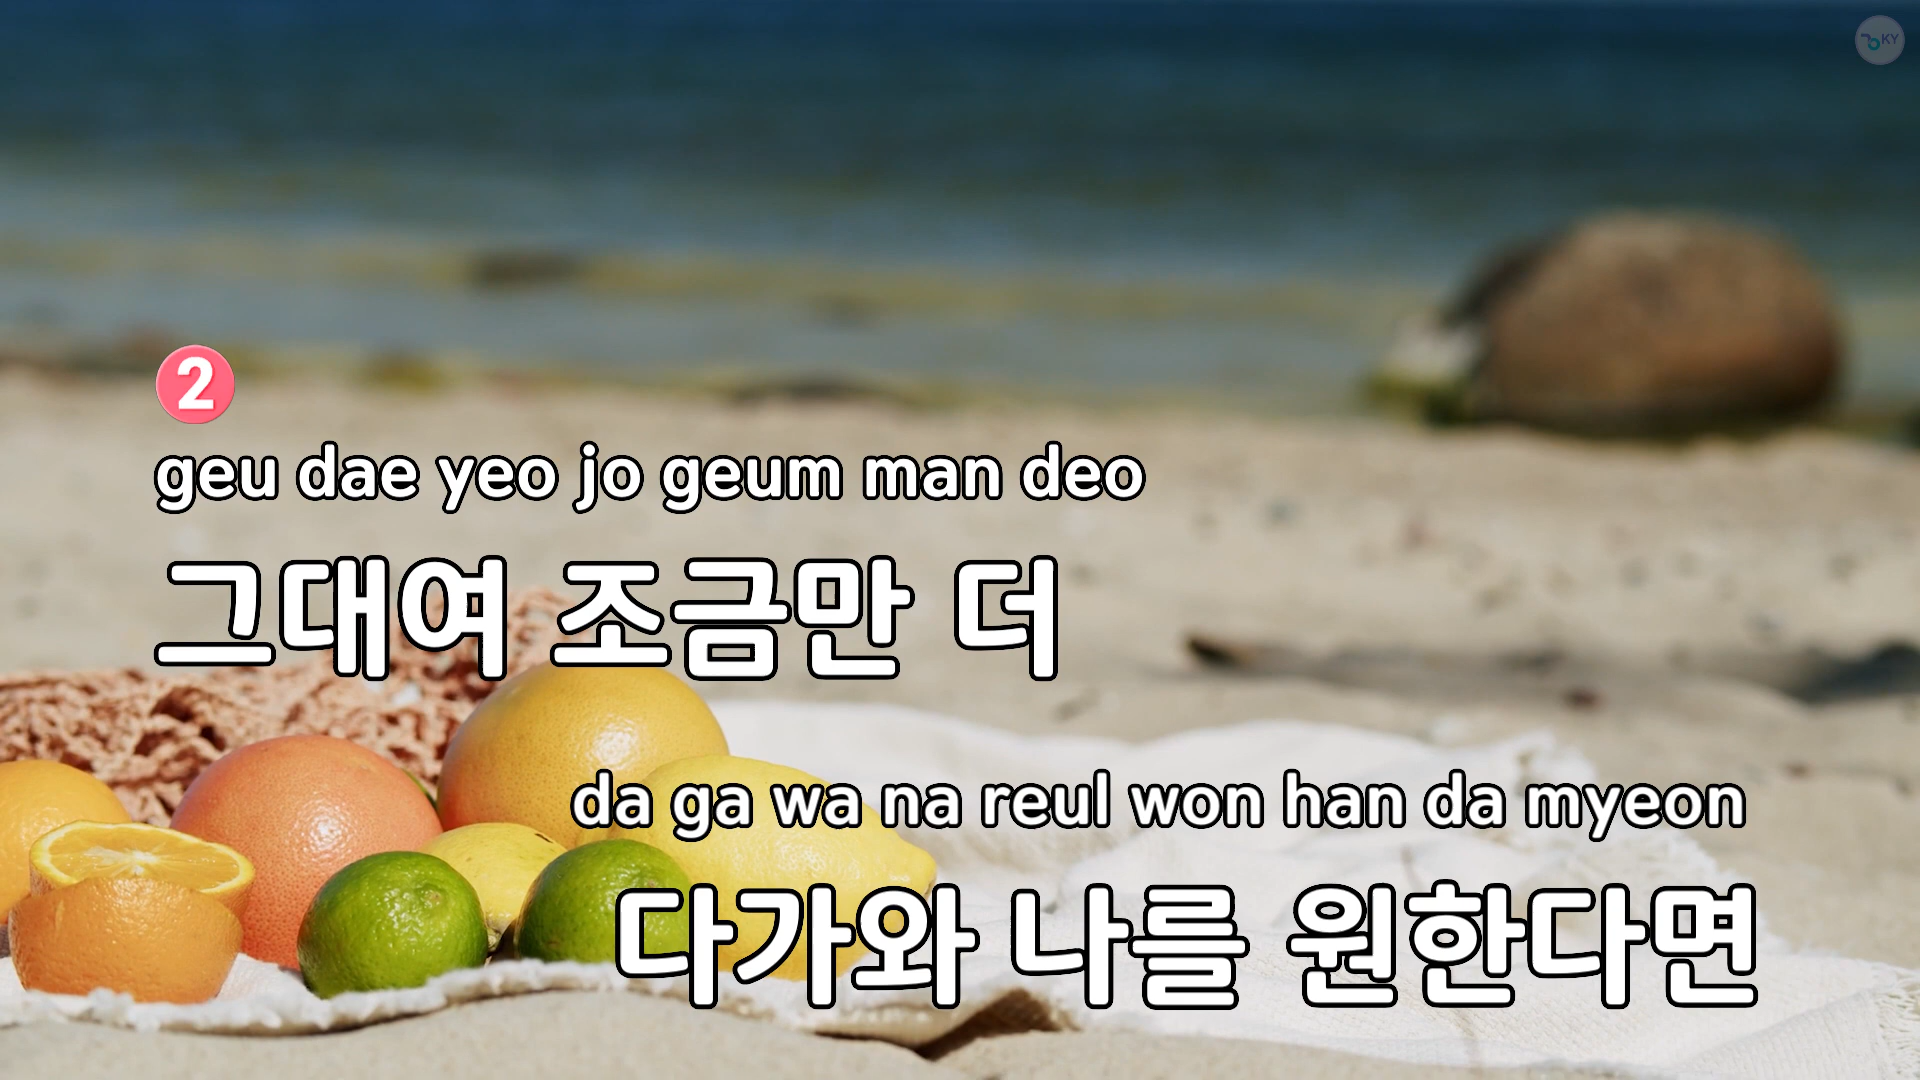 KY
2
geu dae yeo jo geum man deo
그대여 조금만 더
da ga wa na reul won han da myeon
다가와 나를 원한다면